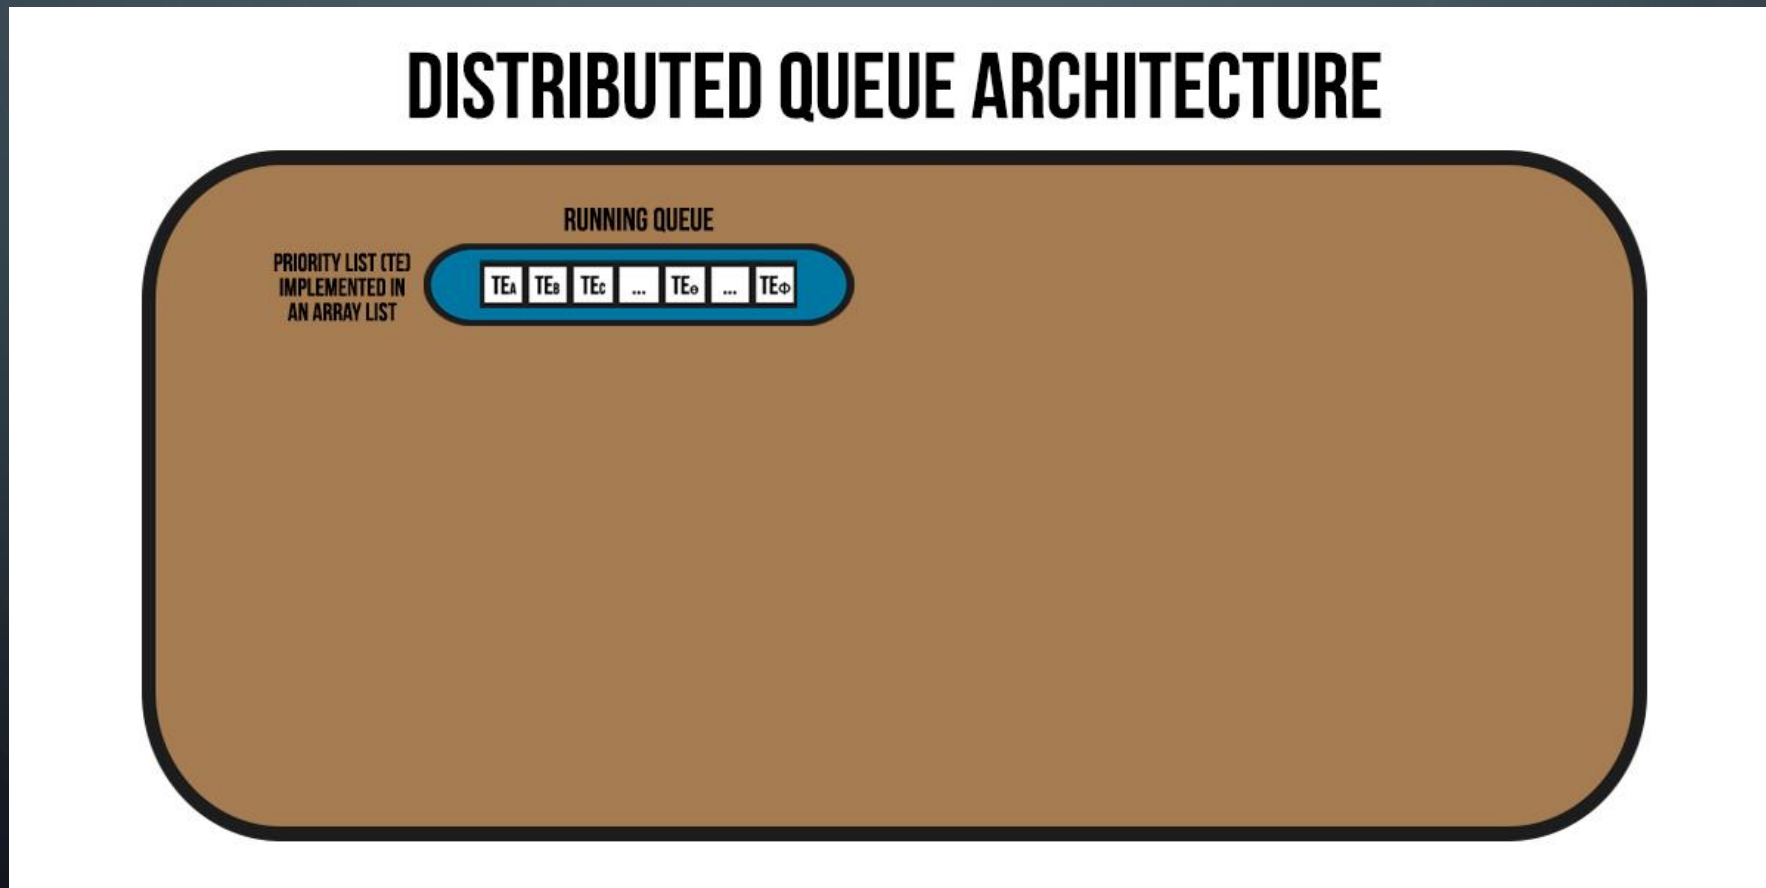 DISTRIBUTED QUEUE ARCHITECTURE
RUNNING QUEUE
PRIORITY LIST (TE)
IMPLEMENTED IN
AN ARRAY LIST
TEA TEB TEC ... TEΘ ... TEΦ